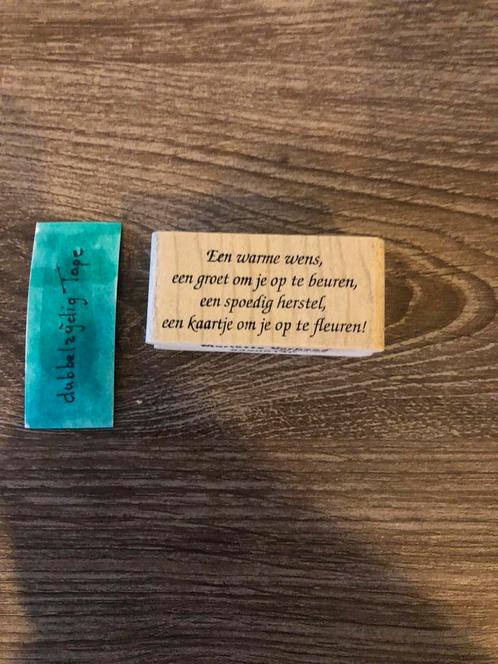 dubbelzijdig Tape
Een warme wens,
een groet om je op te beuren,
een spoedig herstel,
een kaartje om je op te fleuren!